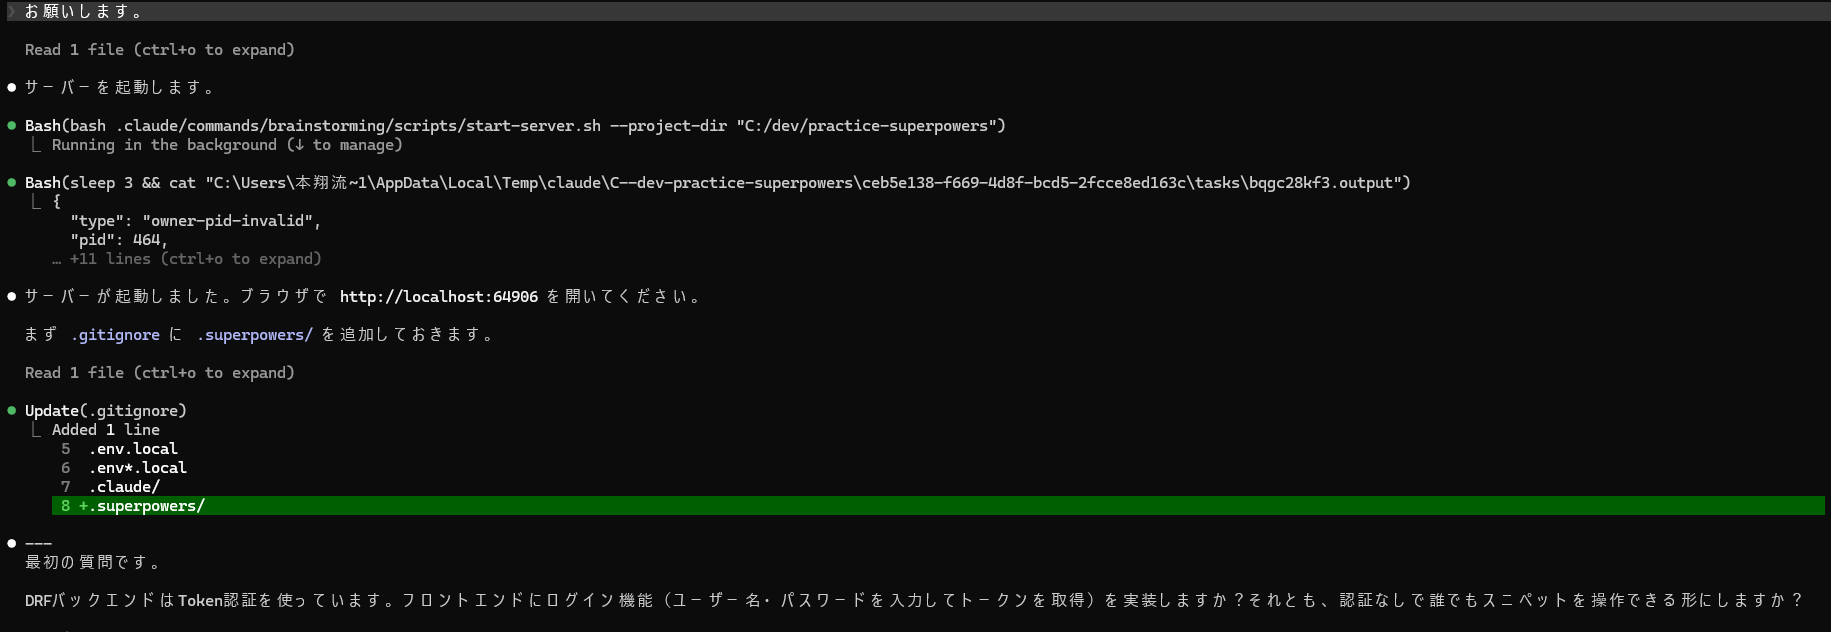 ❯ お願いします。
Read 1 file (ctrl+o to expand)
● サーバーを起動します。
● Bash(bash .claude/commands/brainstorming/scripts/start-server.sh --project-dir "C:/dev/practice-superpowers")
⎿ Running in the background (↓ to manage)
● Bash(sleep 3 && cat "C:\Users\本翔流~1\AppData\Local\Temp\claude\C--dev-practice-superpowers\ceb5e138-f669-4d8f-bcd5-2fcce8ed163c\tasks\bqgc28kf3.output")
⎿ {
"type": "owner-pid-invalid",
"pid": 464,
… +11 lines (ctrl+o to expand)
● サーバーが起動しました。ブラウザで http://localhost:64906 を開いてください。
まず .gitignore に .superpowers/ を追加しておきます。
Read 1 file (ctrl+o to expand)
● Update(.gitignore)
⎿ Added 1 line
5 .env.local
6 .env*.local
7 .claude/
8 +.superpowers/
● ---
最初の質問です。
DRFバックエンドはToken認証を使っています。フロントエンドにログイン機能（ユーザー名・パスワードを入力してトークンを取得）を実装しますか？それとも、認証なしで誰でもスニペットを操作できる形にしますか？